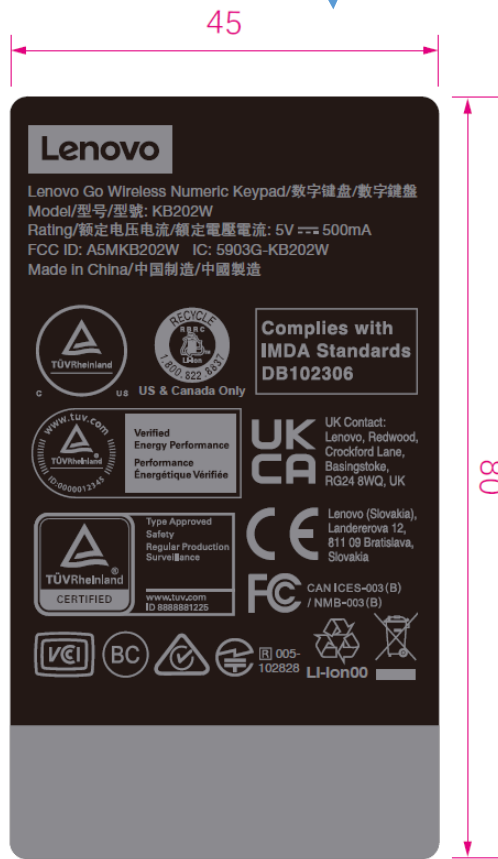 45
Lenovo
Lenovo Go Wireless Numeric Keypad/数字键盘/數字鍵盤
Model/型号/型號: KB202W
Rating/额定电压电流/額定電壓電流: 5V ⎓ 500mA
FCC ID: A5MKB202W IC: 5903G-KB202W
Made in China/中国制造/中國製造
TÜVRheinland
C US
RECYCLE
RBRC
Li-ion
1.800.822.8837
US & Canada Only
Complies with
IMDA Standards
DB102306
www.tuv.com
TÜVRheinland
ID:0000012345
Verified
Energy Performance
Performance
Énergétique Vérifiée
UK
CA
UK Contact:
Lenovo, Redwood,
Crockford Lane,
Basingstoke,
RG24 8WQ, UK
TÜVRheinland
CERTIFIED
Type Approved
Safety
Regular Production
Surveillance
www.tuv.com
ID 8888881225
CE
Lenovo (Slovakia),
Landererova 12,
811 09 Bratislava,
Slovakia
FC
CAN ICES-003(B)
/ NMB-003(B)
VCI
BC
R 005-
102828
Li-Ion00
80